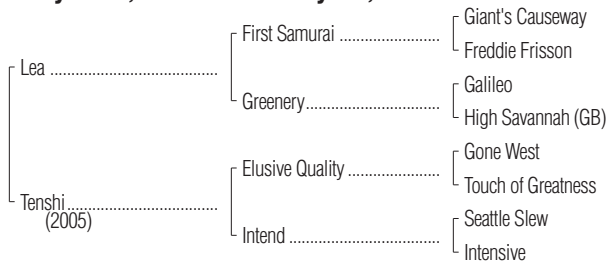 Giant's Causeway
First Samurai ....................
Freddie Frisson
Lea ..................................
Galileo
Greenery...........................
High Savannah (GB)
Gone West
Elusive Quality ..................
Touch of Greatness
Tenshi...............................
(2005)
Seattle Slew
Intend ..............................
Intensive